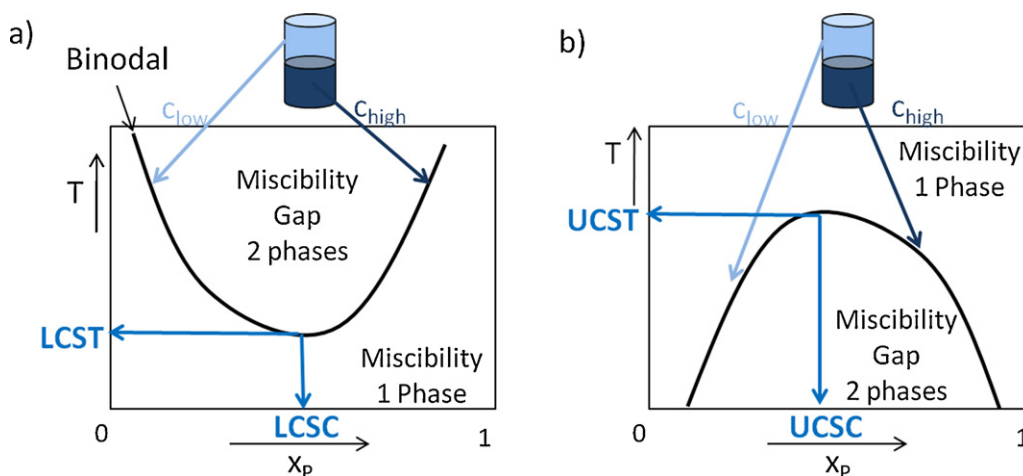 a)
Binodal
c_low
c_high
T
Miscibility
Gap
2 phases
LCST
Miscibility
1 Phase
0
LCSC
1
x_P
b)
c_low
c_high
T
Miscibility
1 Phase
UCST
Miscibility
Gap
2 phases
0
UCSC
1
x_P